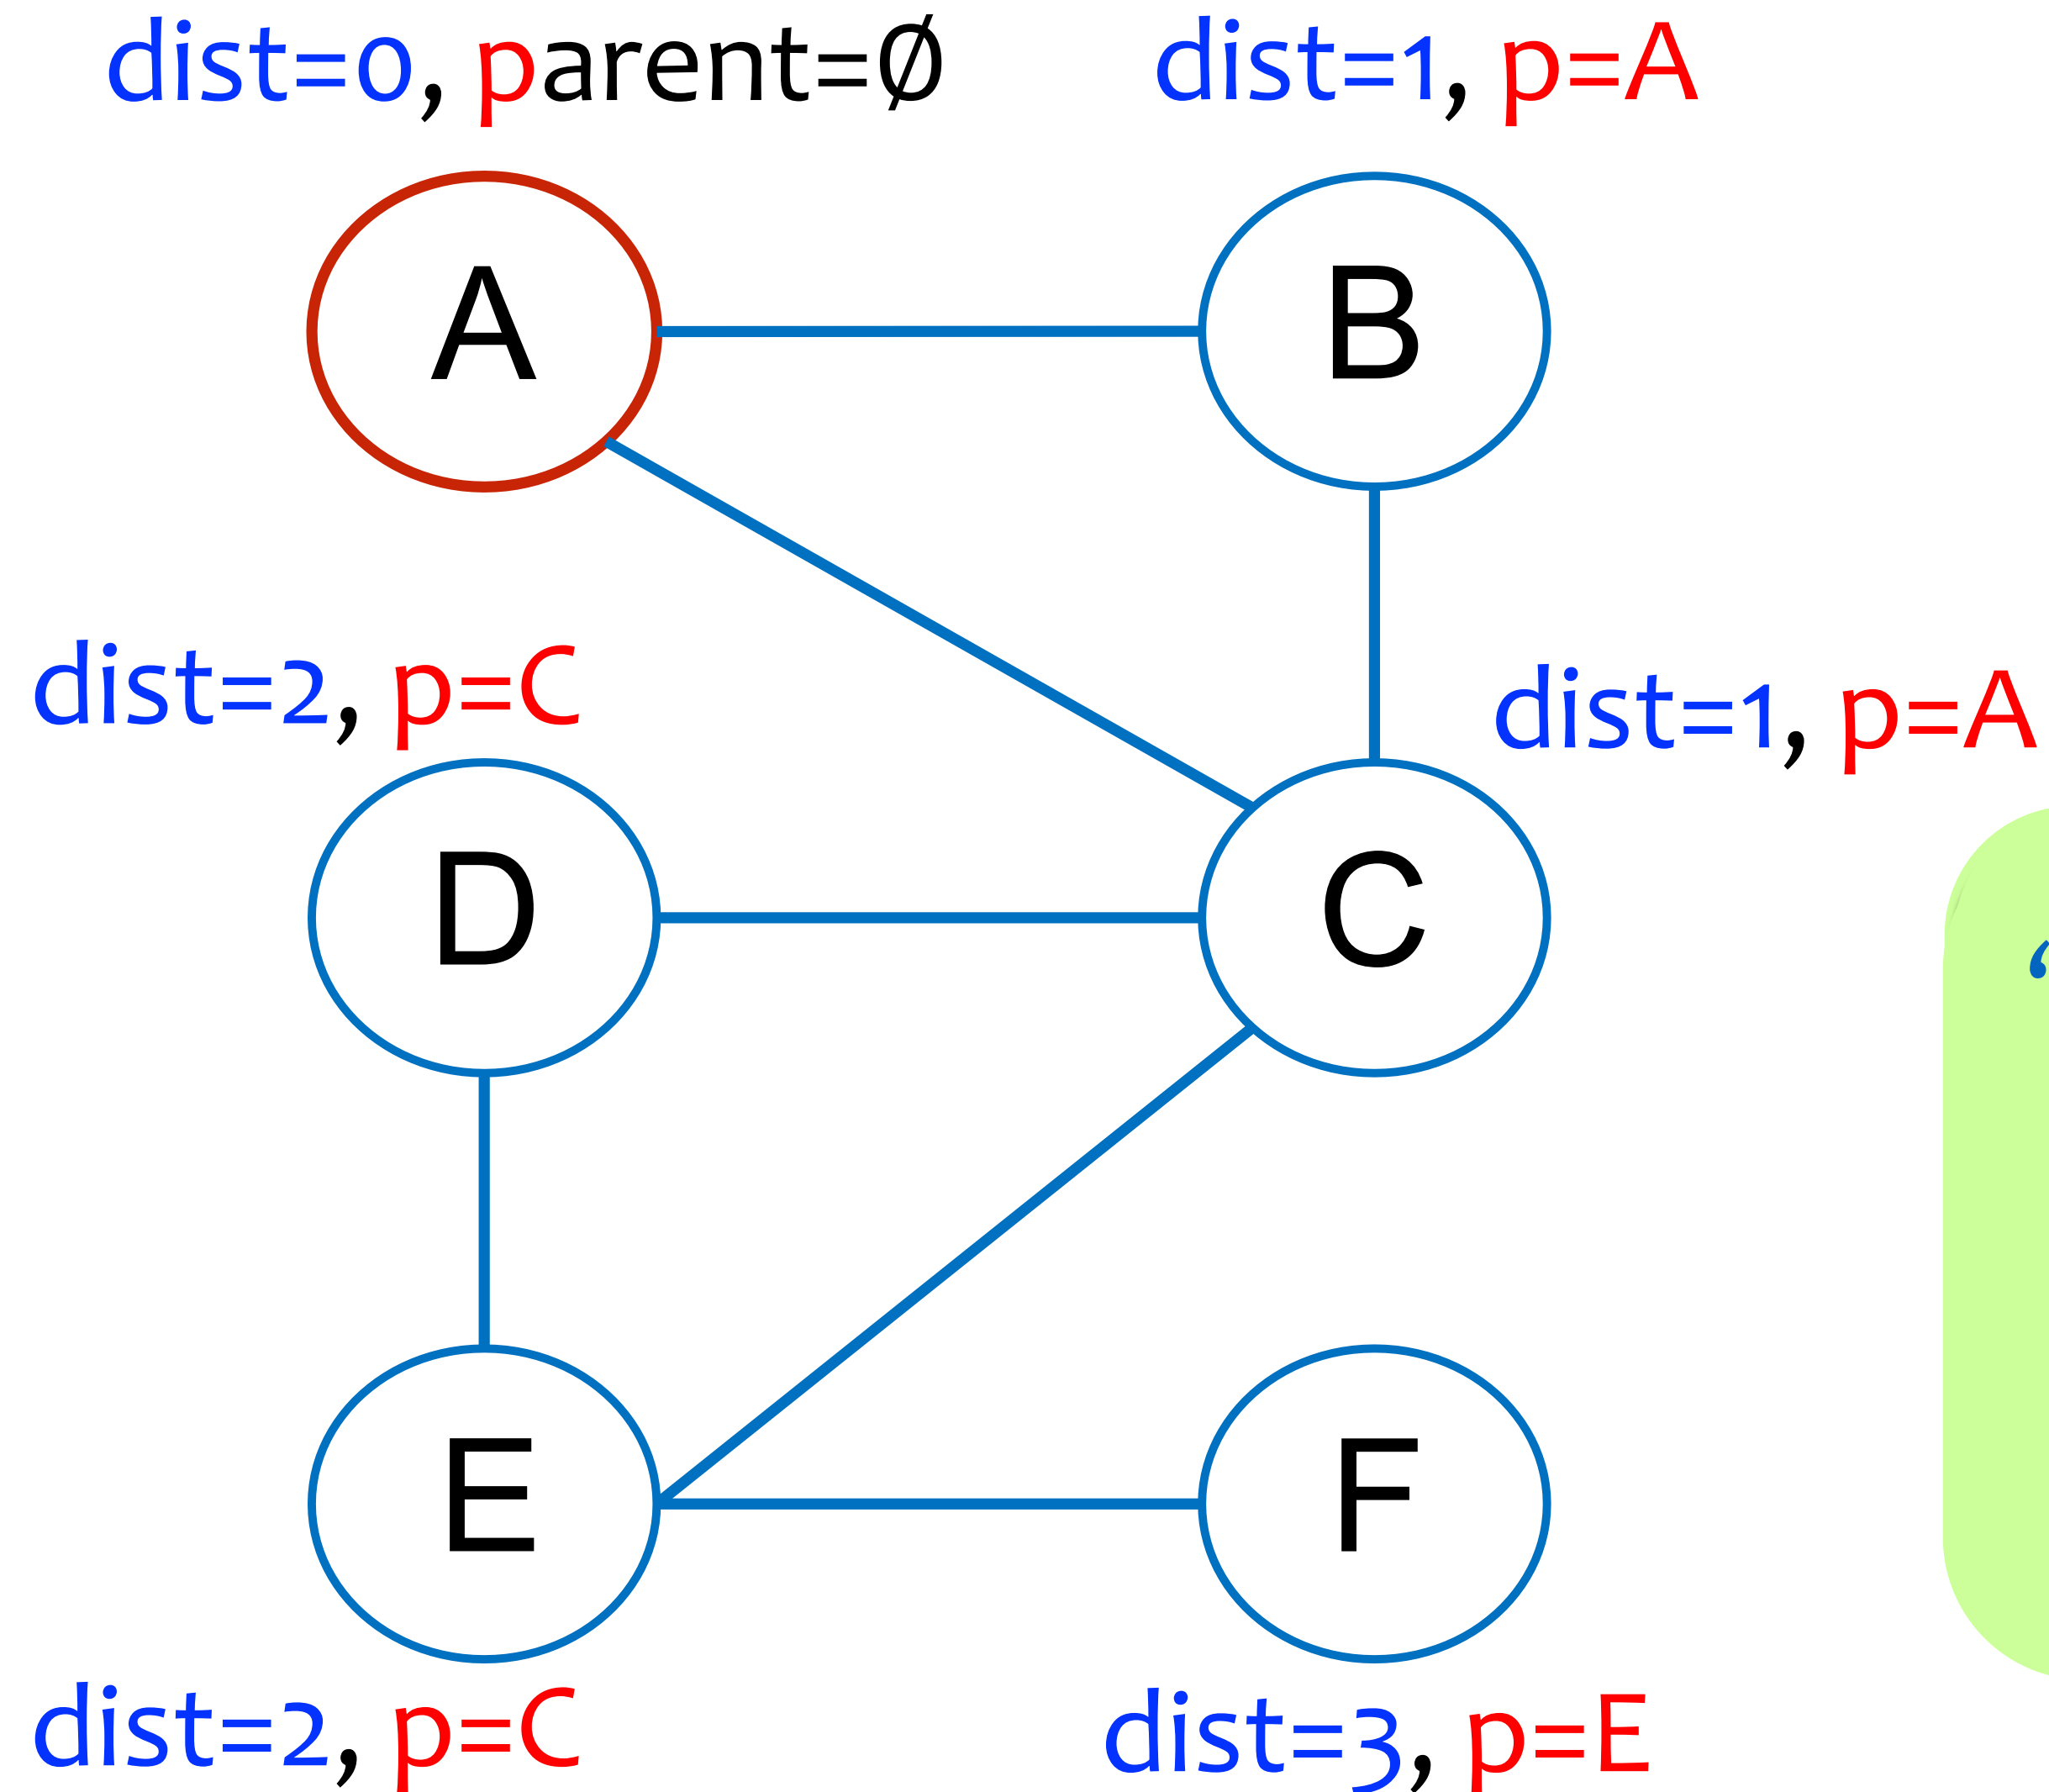 dist=0, parent=Ø
dist=1, p=A
A
B
dist=2, p=C
dist=1, p=A
D
C
‘
E
F
dist=2, p=C
dist=3, p=E